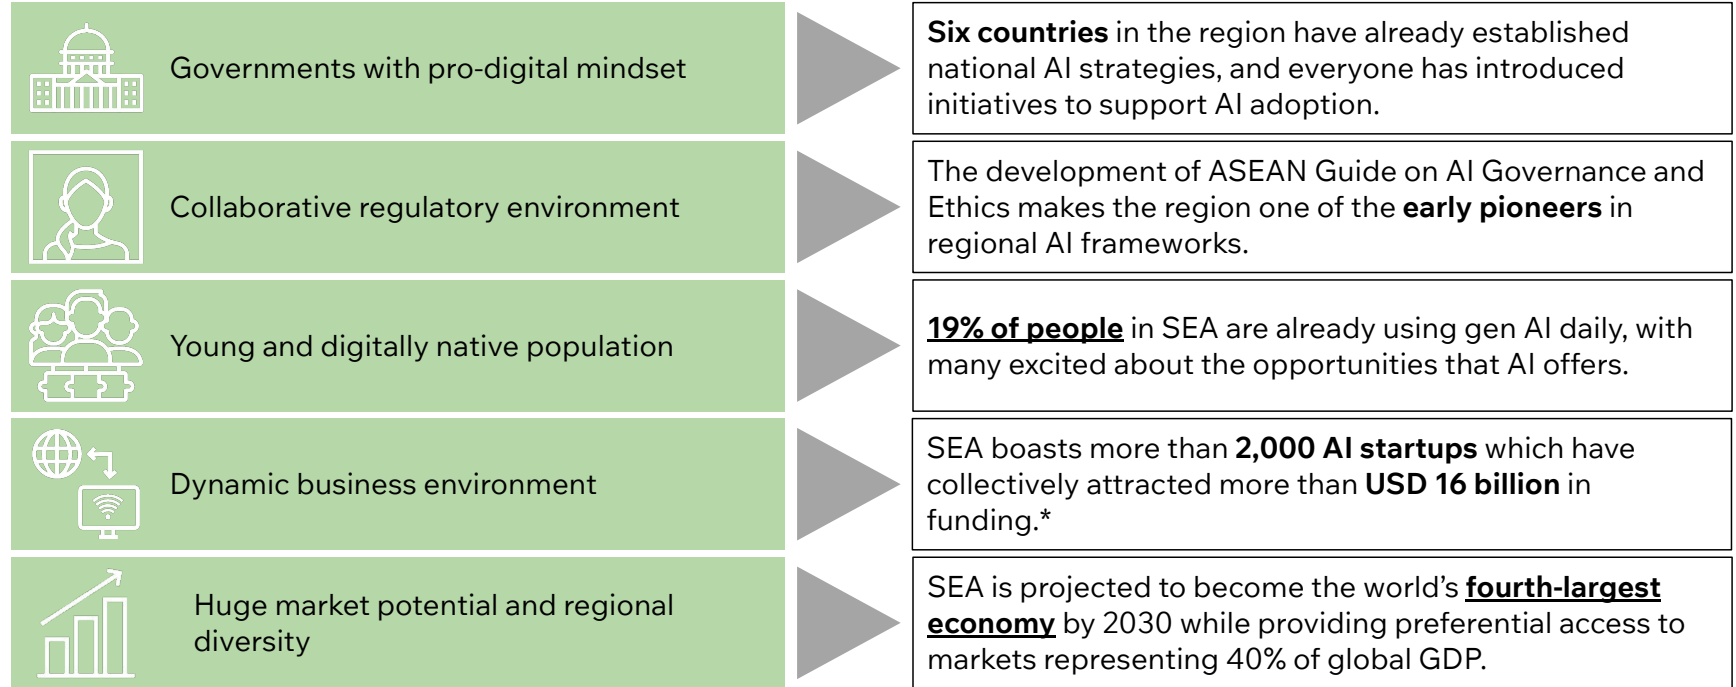 Governments with pro-digital mindset
Six countries in the region have already established
national AI strategies, and everyone has introduced
initiatives to support AI adoption.
Collaborative regulatory environment
The development of ASEAN Guide on AI Governance and
Ethics makes the region one of the early pioneers in
regional AI frameworks.
Young and digitally native population
19% of people in SEA are already using gen AI daily, with
many excited about the opportunities that AI offers.
Dynamic business environment
SEA boasts more than 2,000 AI startups which have
collectively attracted more than USD 16 billion in
funding.*
Huge market potential and regional
diversity
SEA is projected to become the world’s fourth-largest
economy by 2030 while providing preferential access to
markets representing 40% of global GDP.